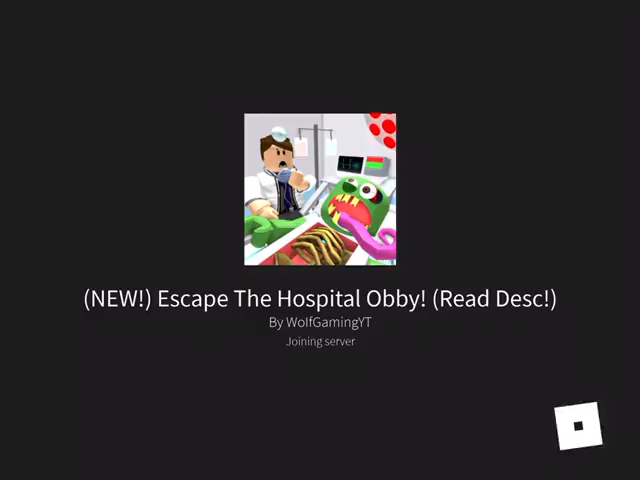 (NEW!) Escape The Hospital Obby! (Read Desc!)
By WolfGamingYT
Joining server